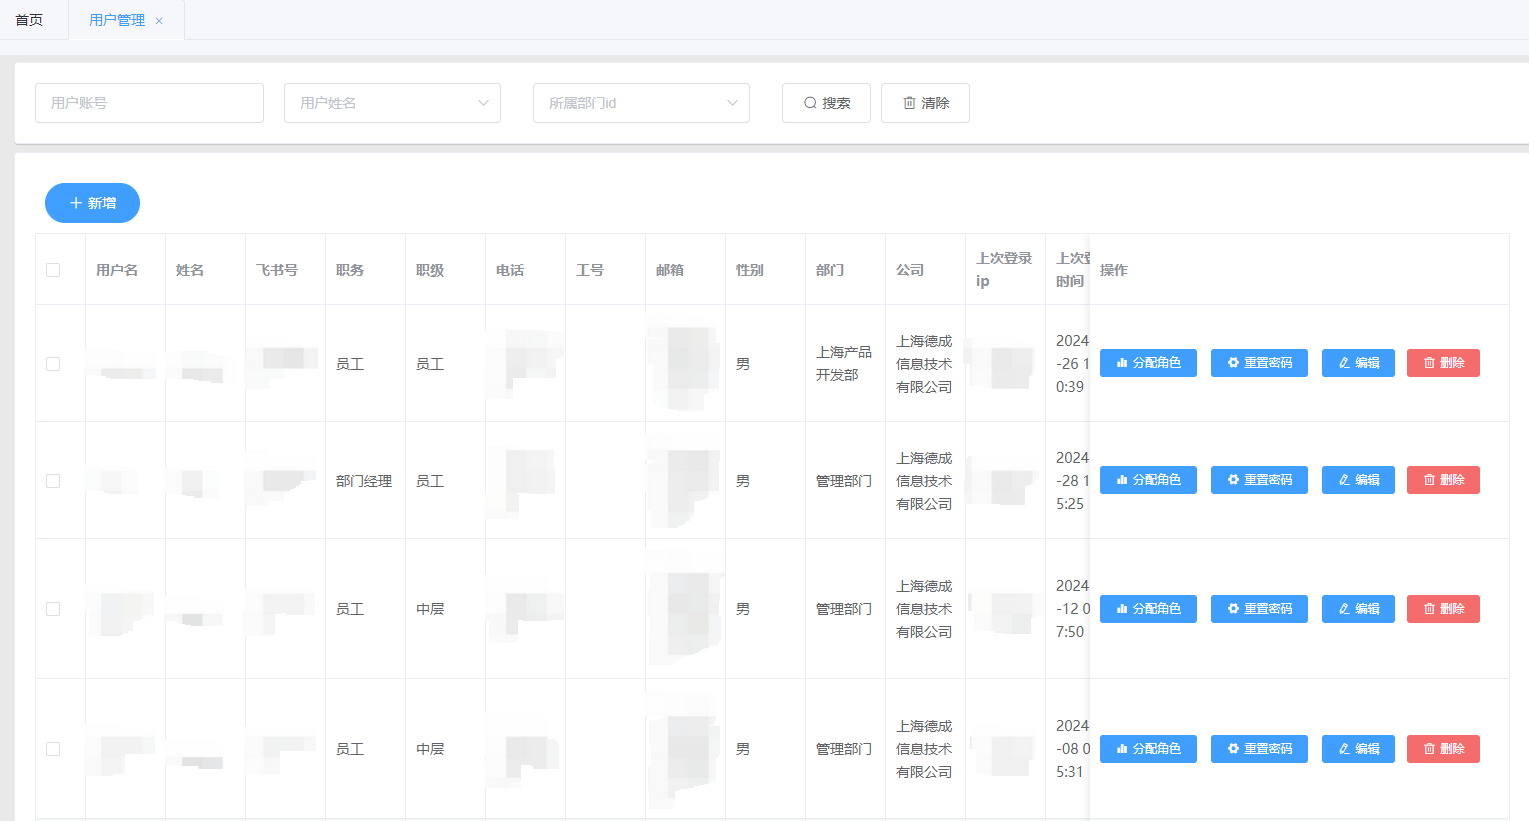 首页
用户管理 ×
用户账号
用户姓名
所属部门id
搜索
清除
+ 新增
用户名 姓名 飞书号 职务 职级 电话 工号 邮箱 性别 部门 公司 上次登录 上次登 操作
ip 时间
员工 员工 男 上海产品 上海德成 2024 分配角色 重置密码 编辑 删除
开发部 信息技术 -26 1
有限公司 0:39
部门经理 员工 男 管理部门 上海德成 2024 分配角色 重置密码 编辑 删除
信息技术 -28 1
有限公司 5:25
员工 中层 男 管理部门 上海德成 2024 分配角色 重置密码 编辑 删除
信息技术 -12 0
有限公司 7:50
员工 中层 男 管理部门 上海德成 2024 分配角色 重置密码 编辑 删除
信息技术 -08 0
有限公司 5:31